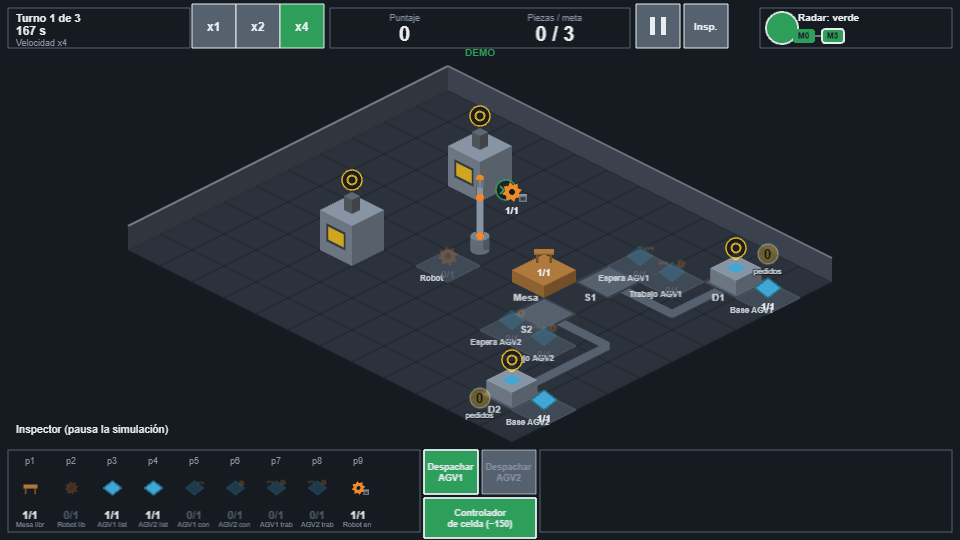 Turno 1 de 3
167 s
Velocidad x4
x1
x2
x4
Puntaje
0
Piezas / meta
0 / 3
Insp.
Radar: verde
M0
M3
DEMO
1/1
Robot
1/1
Mesa
S1
Espera AGV1
Trabajo AGV1
D1
0
pedidos
Base AGV1
1/1
S2
Espera AGV2
D2
0
pedidos
Base AGV2
1/1
Inspector (pausa la simulación)
p1 p2 p3 p4 p5 p6 p7 p8 p9
1/1 0/1 1/1 1/1 0/1 0/1 0/1 0/1 1/1
Mesa libr Robot lib AGV1 list AGV2 list AGV1 con AGV2 con AGV1 trab AGV2 trab Robot en
Despachar
AGV1
Despachar
AGV2
Controlador
de celda (−150)